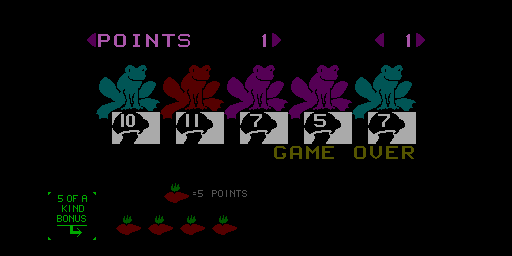 POINTS 1 1
10 11 7 5 7
GAME OVER
=5 POINTS
5 OF A
KIND
BONUS